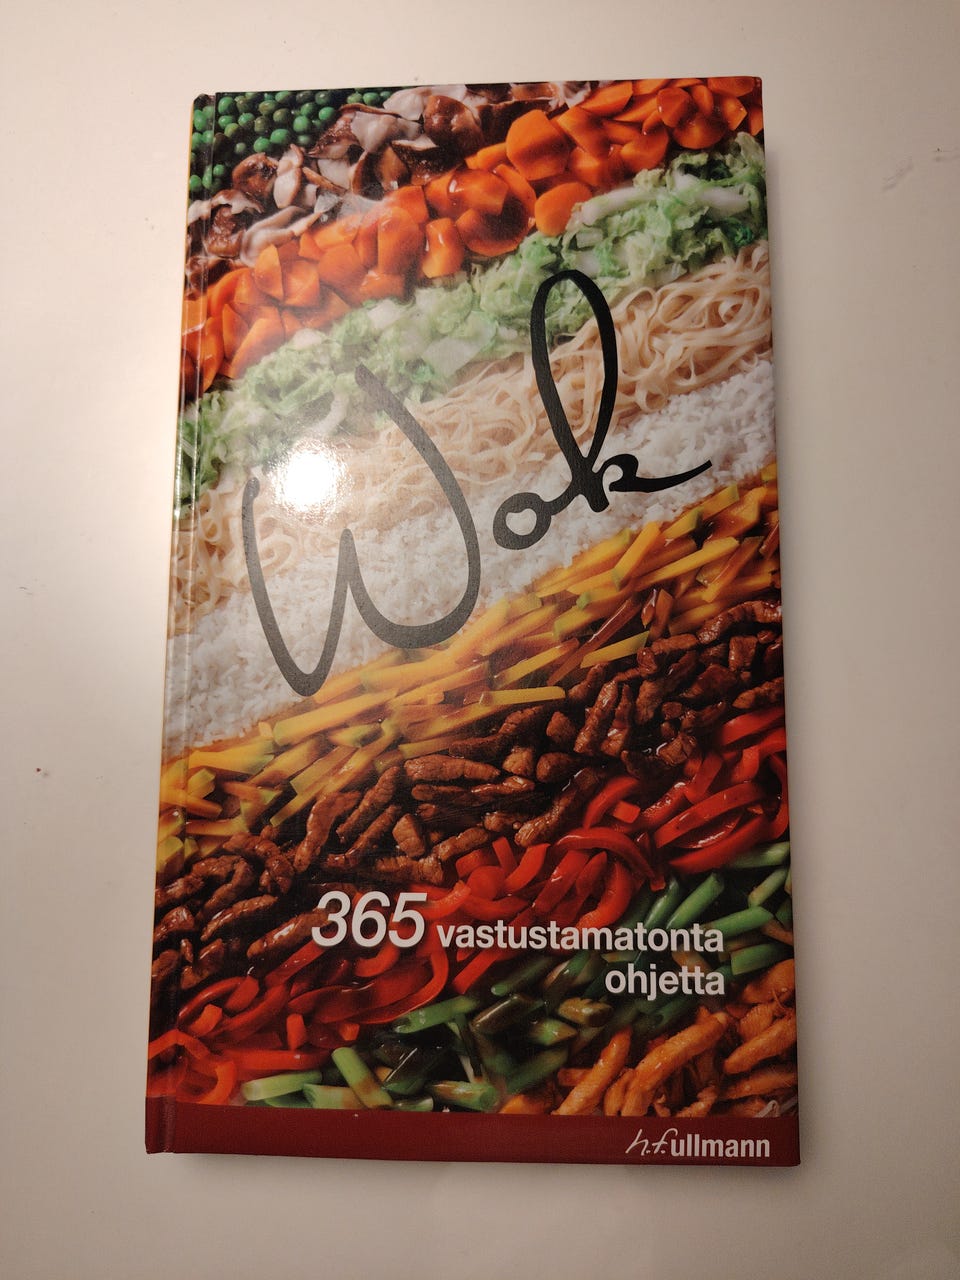 Wok
365 vastustamatonta
ohjetta
h.f.ullmann